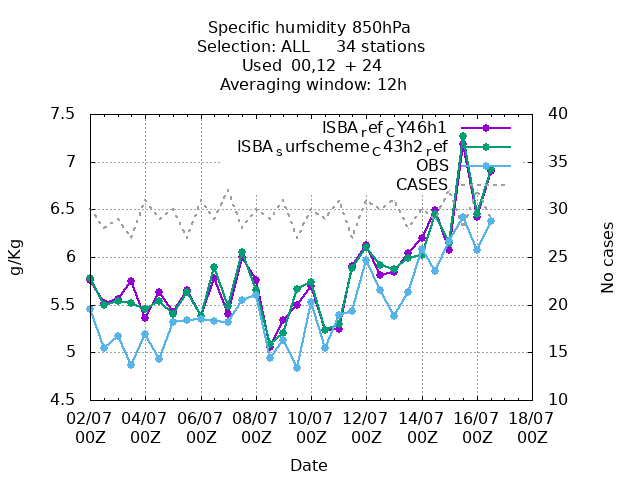 Specific humidity 850hPa
Selection: ALL 34 stations
Used 00,12 + 24
Averaging window: 12h
7.5
7
6.5
6
5.5
5
4.5
g/Kg
40
35
30
25
20
15
10
No cases
ISBArefCY46h1
ISBAsurfschemeC43h2ref
OBS
CASES
02/07 04/07 06/07 08/07 10/07 12/07 14/07 16/07 18/07
00Z 00Z 00Z 00Z 00Z 00Z 00Z 00Z 00Z
Date